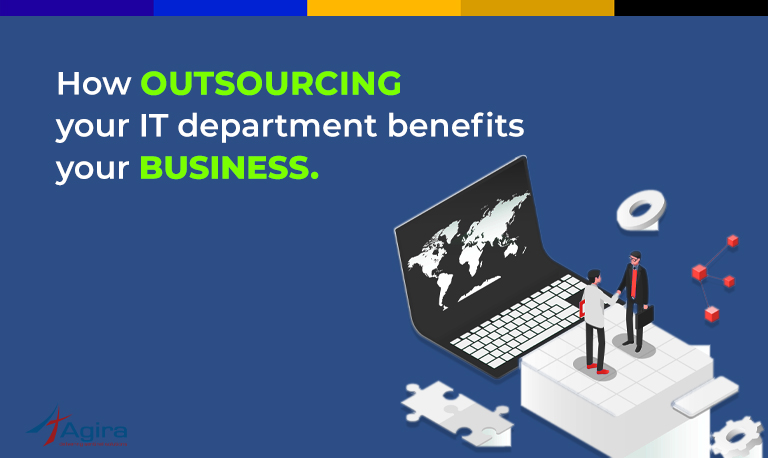 How OUTSOURCING
your IT department benefits
your BUSINESS.
Agira